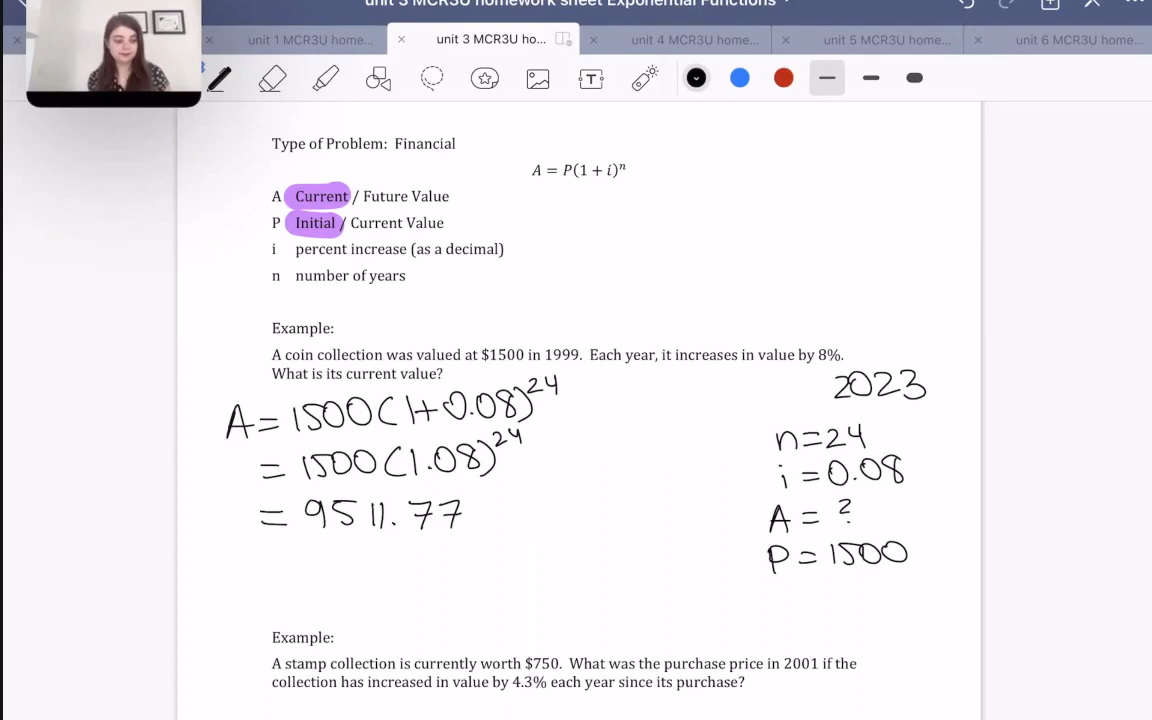 unit 3 MCR3U homework sheet Exponential Functions
unit 1 MCR3U home...
unit 3 MCR3U ho...
unit 4 MCR3U home...
unit 5 MCR3U home...
unit 6 MCR3U home...
Type of Problem: Financial
A = P(1 + i)ⁿ
A Current / Future Value
P Initial / Current Value
i percent increase (as a decimal)
n number of years
Example:
A coin collection was valued at $1500 in 1999. Each year, it increases in value by 8%.
What is its current value?
2023
A = 1500(1+0.08)²⁴
= 1500(1.08)²⁴
= 9511.77
n=24
i = 0.08
A = ?
P = 1500
Example:
A stamp collection is currently worth $750. What was the purchase price in 2001 if the
collection has increased in value by 4.3% each year since its purchase?